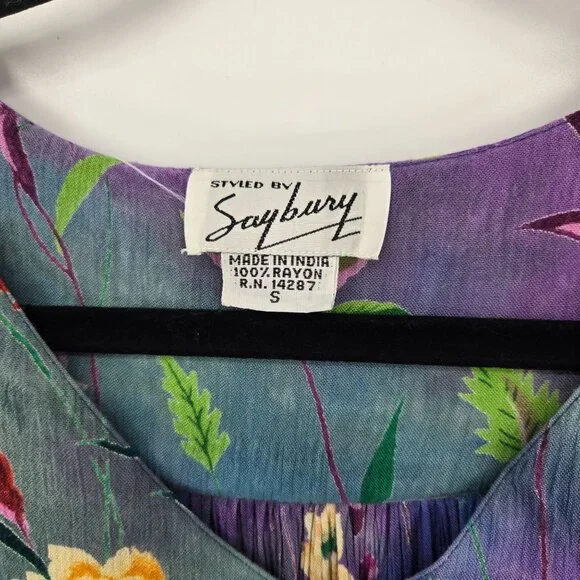 STYLED BY
Saybury
MADE IN INDIA
100% RAYON
R.N. 14287
S